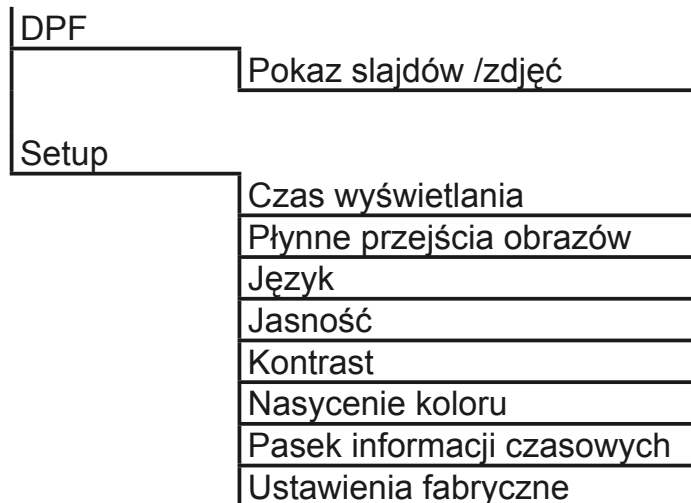 DPF
Pokaz slajdów /zdjęć
Setup
Czas wyświetlania
Płynne przejścia obrazów
Język
Jasność
Kontrast
Nasycenie koloru
Pasek informacji czasowych
Ustawienia fabryczne